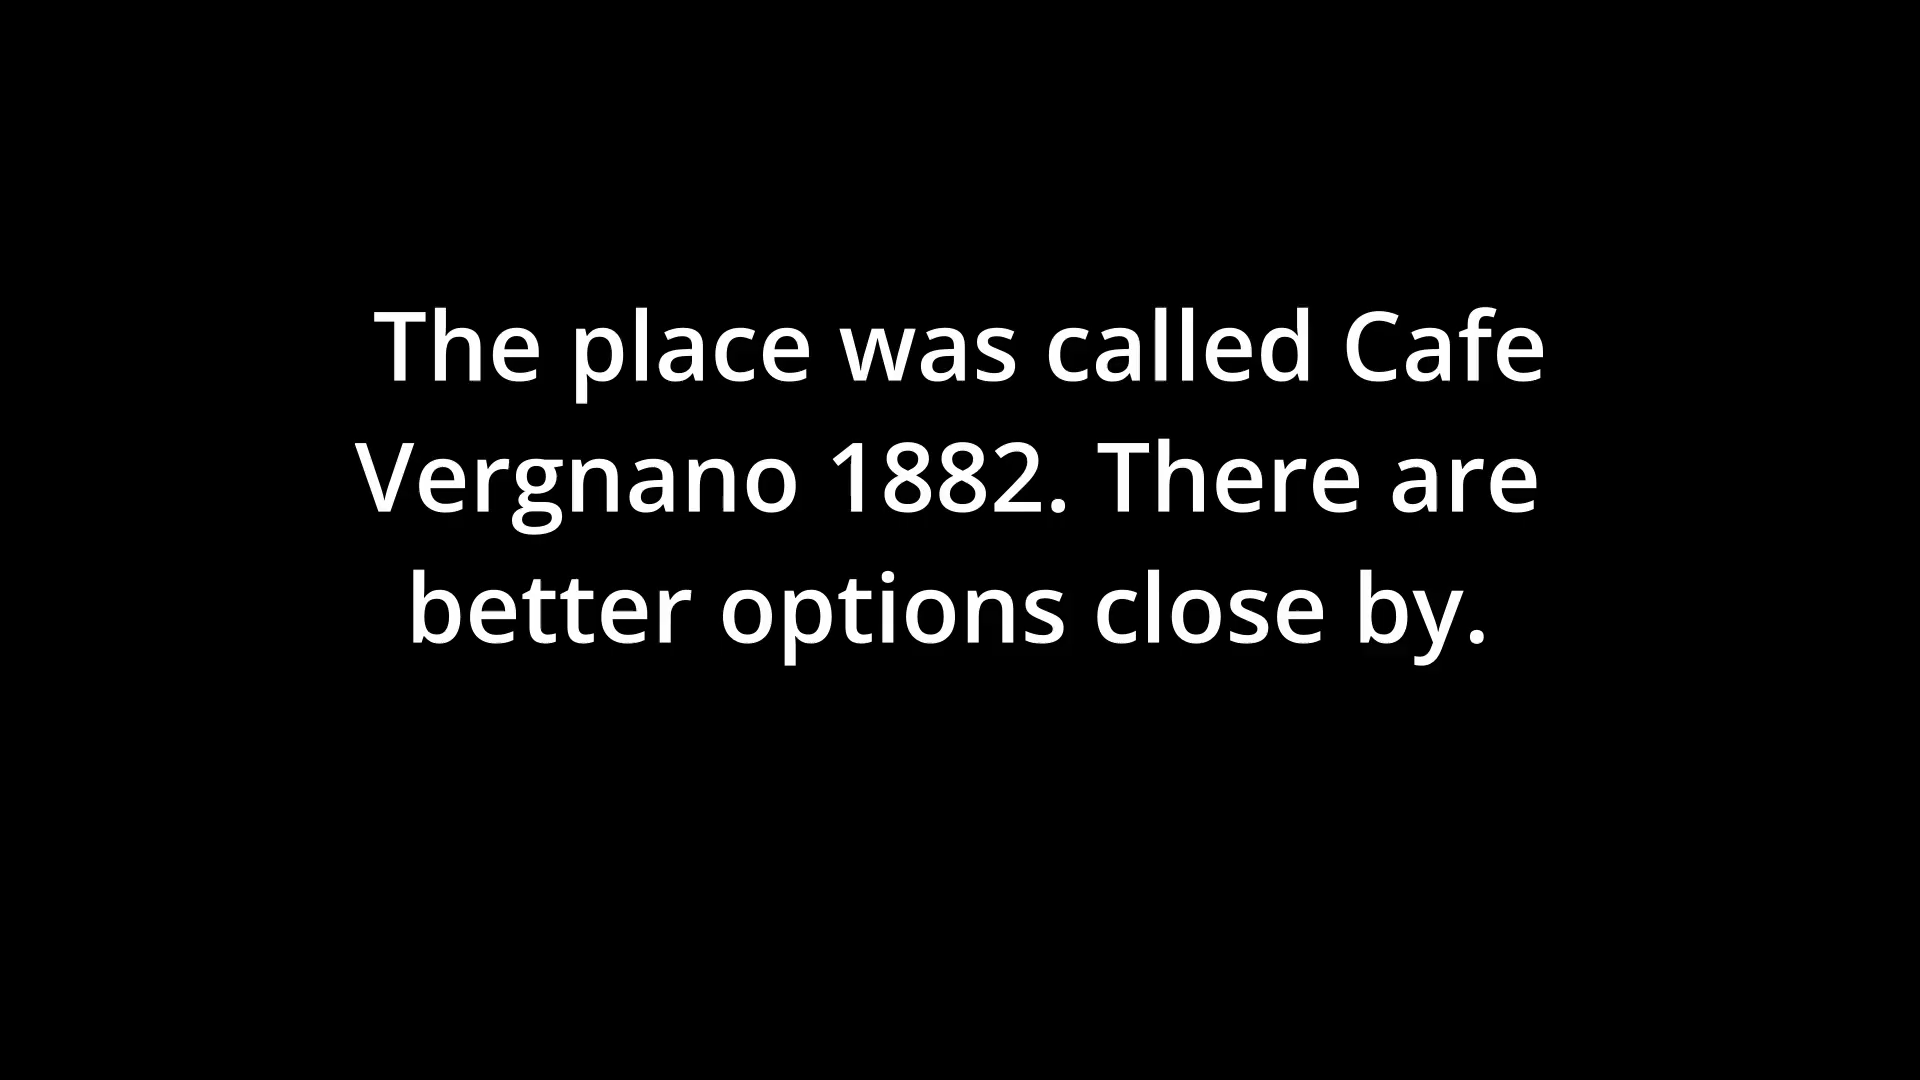 The place was called Cafe
Vergnano 1882. There are
better options close by.